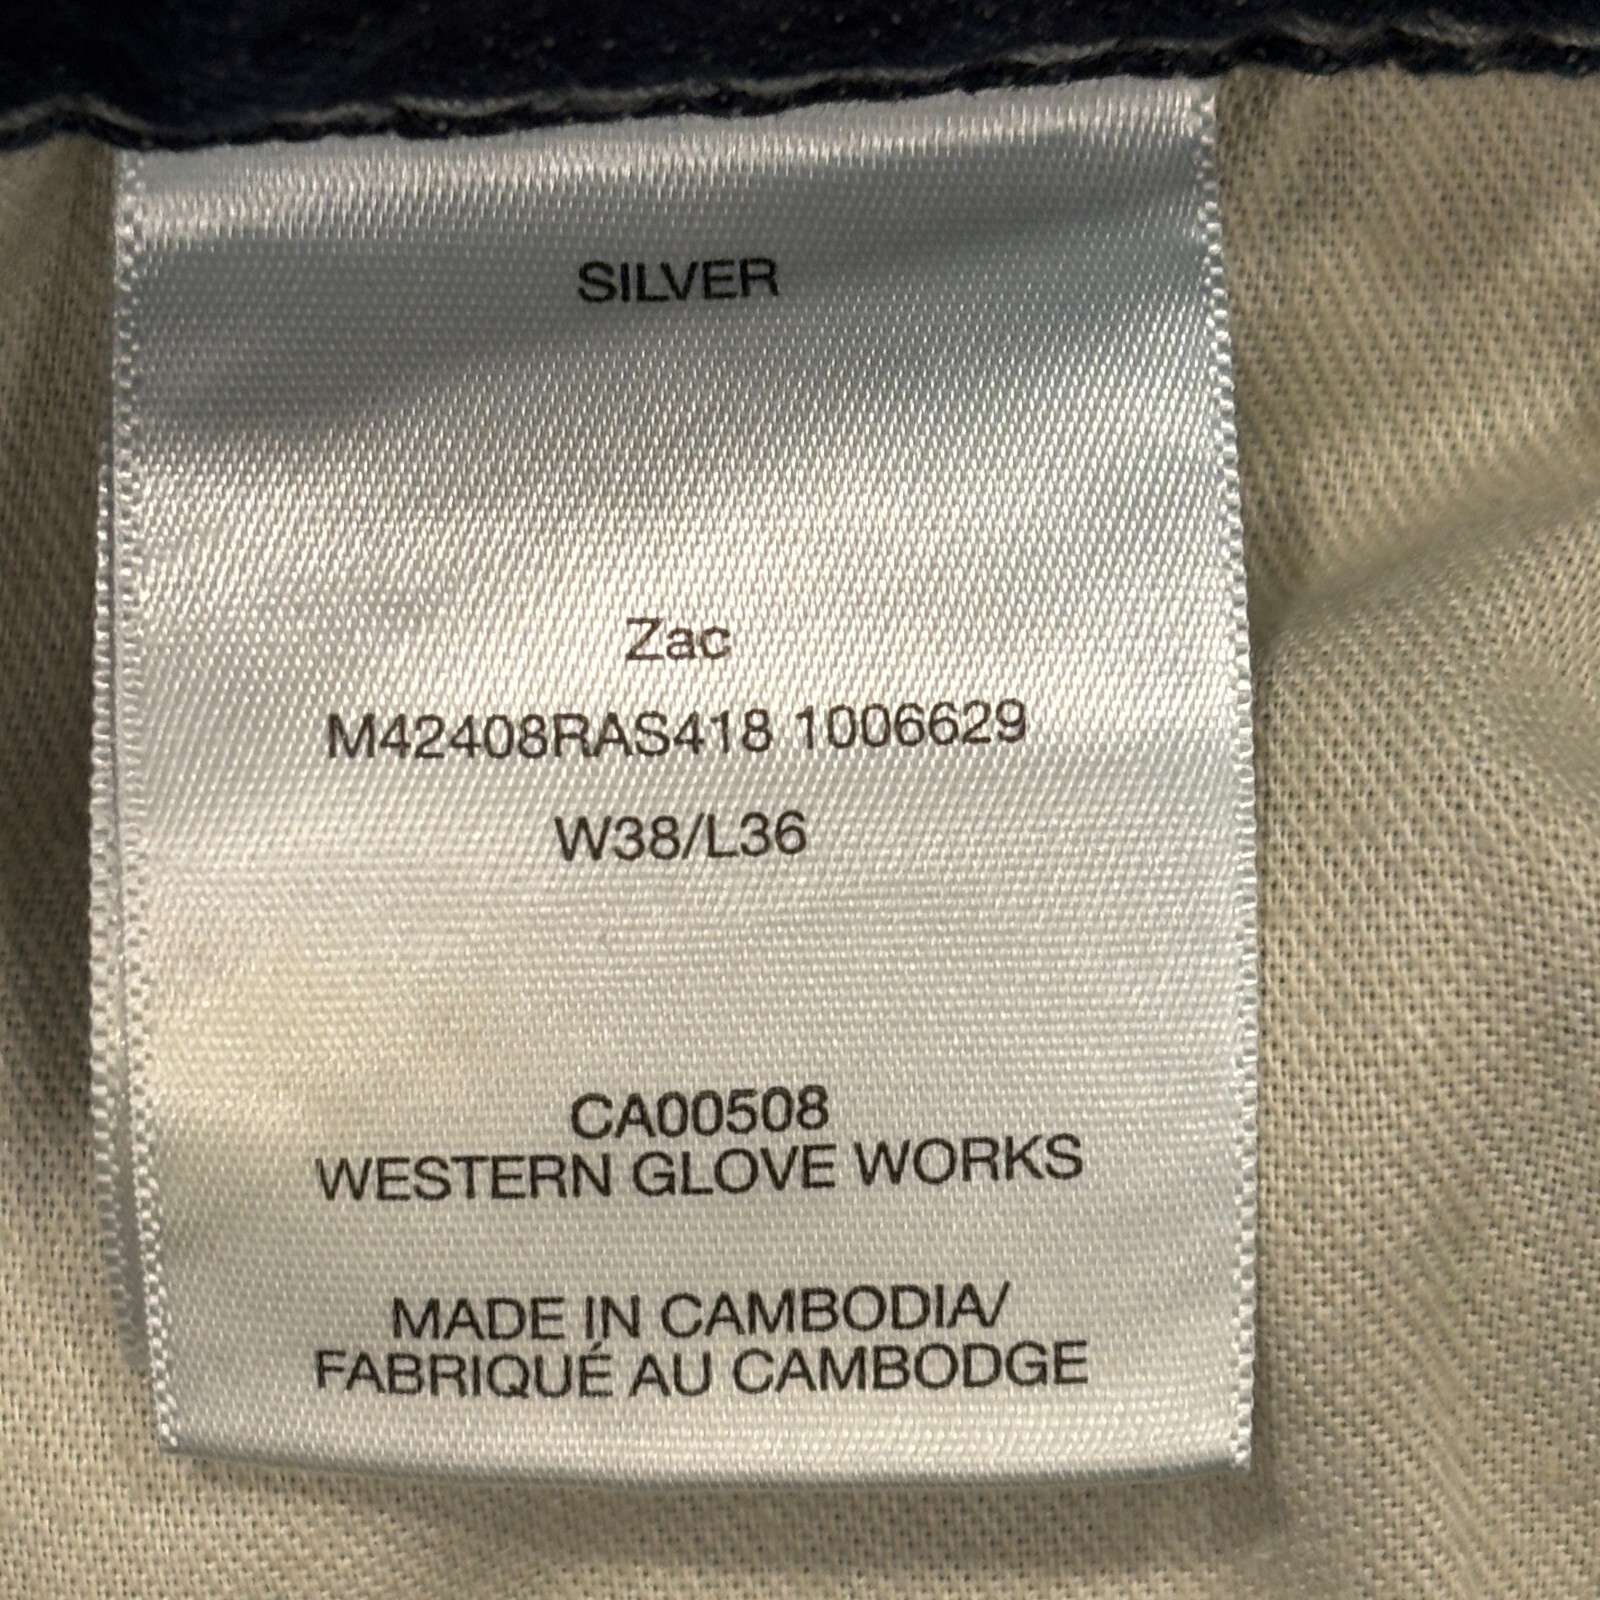 SILVER
Zac
M42408RAS418 1006629
W38/L36
CA00508
WESTERN GLOVE WORKS
MADE IN CAMBODIA/
FABRIQUÉ AU CAMBODGE